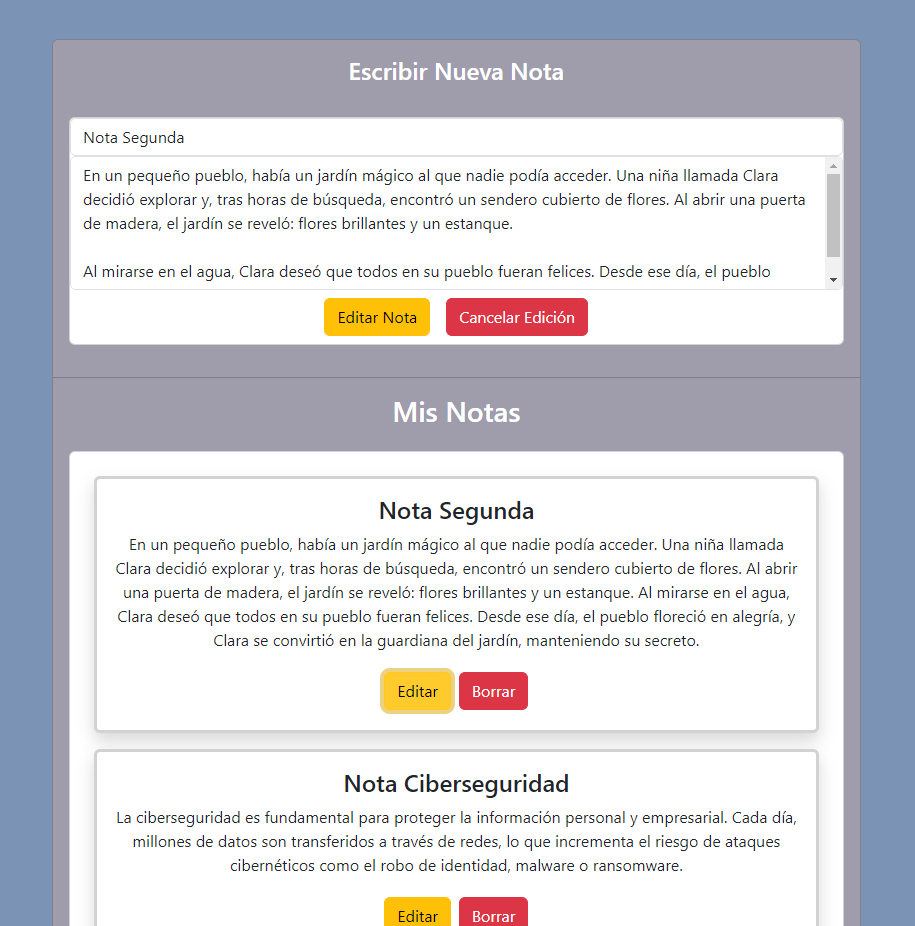 Escribir Nueva Nota
Nota Segunda
En un pequeño pueblo, había un jardín mágico al que nadie podía acceder. Una niña llamada Clara
decidió explorar y, tras horas de búsqueda, encontró un sendero cubierto de flores. Al abrir una puerta
de madera, el jardín se reveló: flores brillantes y un estanque.
Al mirarse en el agua, Clara deseó que todos en su pueblo fueran felices. Desde ese día, el pueblo
Editar Nota Cancelar Edición
Mis Notas
Nota Segunda
En un pequeño pueblo, había un jardín mágico al que nadie podía acceder. Una niña llamada
Clara decidió explorar y, tras horas de búsqueda, encontró un sendero cubierto de flores. Al abrir
una puerta de madera, el jardín se reveló: flores brillantes y un estanque. Al mirarse en el agua,
Clara deseó que todos en su pueblo fueran felices. Desde ese día, el pueblo floreció en alegría, y
Clara se convirtió en la guardiana del jardín, manteniendo su secreto.
Editar Borrar
Nota Ciberseguridad
La ciberseguridad es fundamental para proteger la información personal y empresarial. Cada día,
millones de datos son transferidos a través de redes, lo que incrementa el riesgo de ataques
cibernéticos como el robo de identidad, malware o ransomware.
Editar Borrar